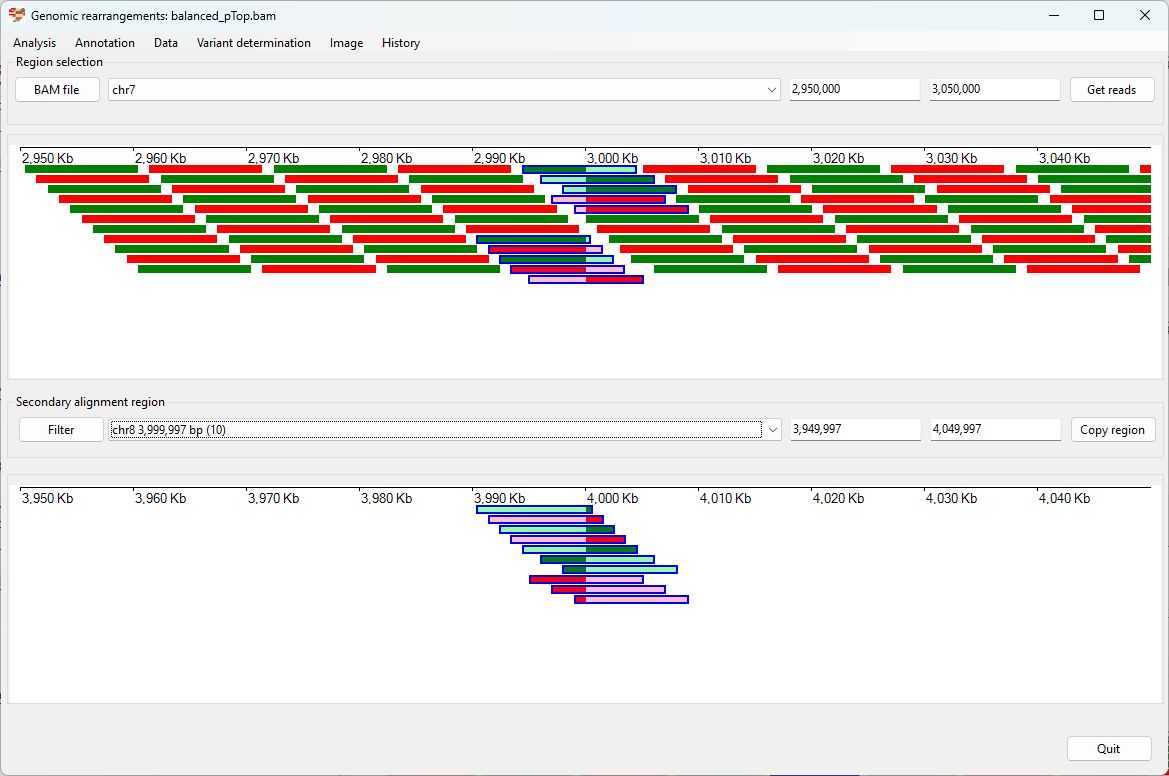 Genomic rearrangements: balanced_pTop.bam
Analysis Annotation Data Variant determination Image History
Region selection
BAM file chr7 2,950,000 3,050,000 Get reads
2,950 Kb 2,960 Kb 2,970 Kb 2,980 Kb 2,990 Kb 3,000 Kb 3,010 Kb 3,020 Kb 3,030 Kb 3,040 Kb
Secondary alignment region
Filter chr8 3,999,997 bp (10) 3,949,997 4,049,997 Copy region
3,950 Kb 3,960 Kb 3,970 Kb 3,980 Kb 3,990 Kb 4,000 Kb 4,010 Kb 4,020 Kb 4,030 Kb 4,040 Kb
Quit